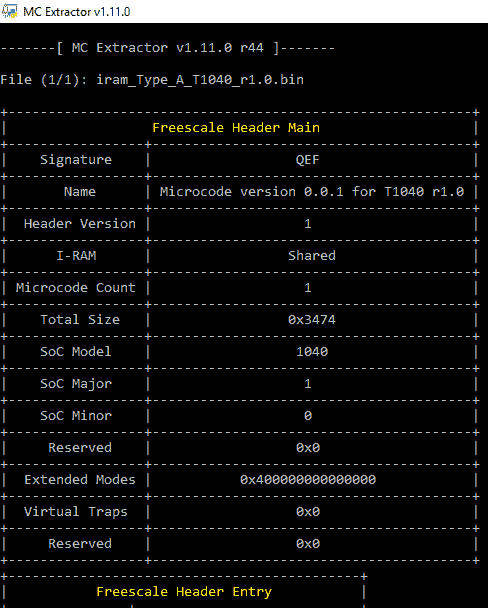 MC Extractor v1.11.0
-------[ MC Extractor v1.11.0 r44 ]-------
File (1/1): iram_Type_A_T1040_r1.0.bin
Freescale Header Main
Signature | QEF
Name | Microcode version 0.0.1 for T1040 r1.0
Header Version | 1
I-RAM | Shared
Microcode Count | 1
Total Size | 0x3474
SoC Model | 1040
SoC Major | 1
SoC Minor | 0
Reserved | 0x0
Extended Modes | 0x400000000000000
Virtual Traps | 0x0
Reserved | 0x0
Freescale Header Entry